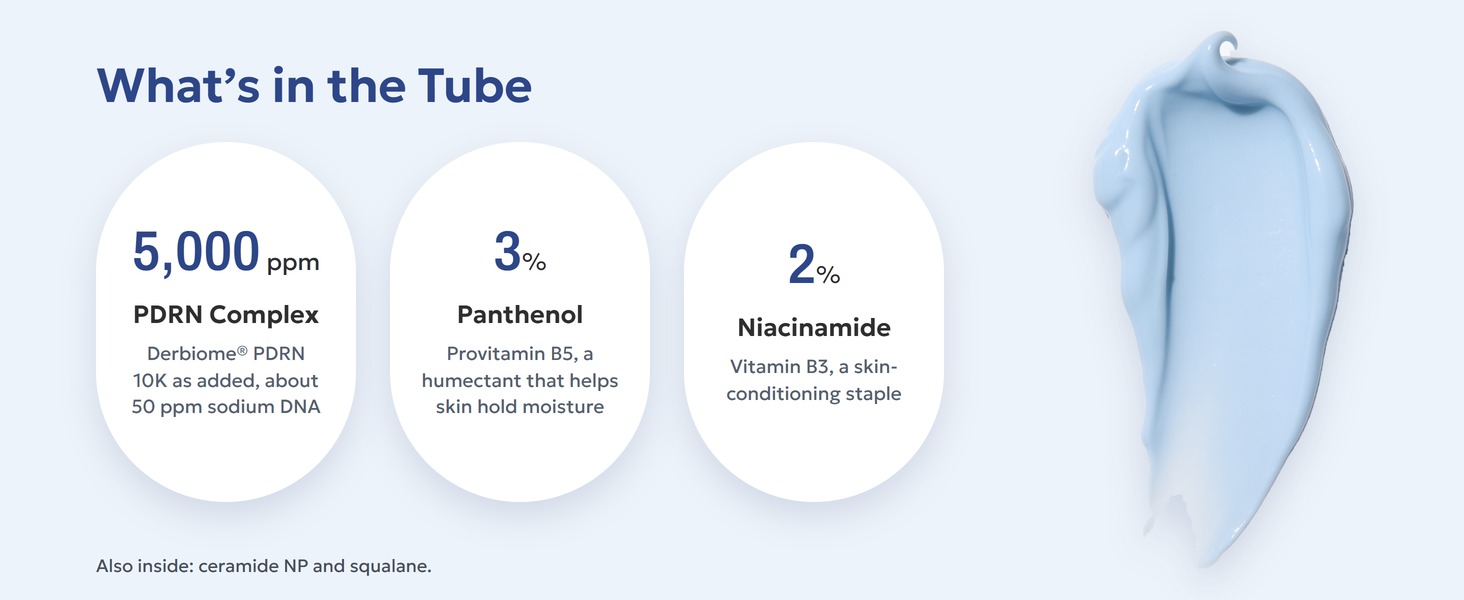 What’s in the Tube
5,000 ppm
PDRN Complex
Derbiome® PDRN
10K as added, about
50 ppm sodium DNA
3%
Panthenol
Provitamin B5, a
humectant that helps
skin hold moisture
2%
Niacinamide
Vitamin B3, a skin-
conditioning staple
Also inside: ceramide NP and squalane.